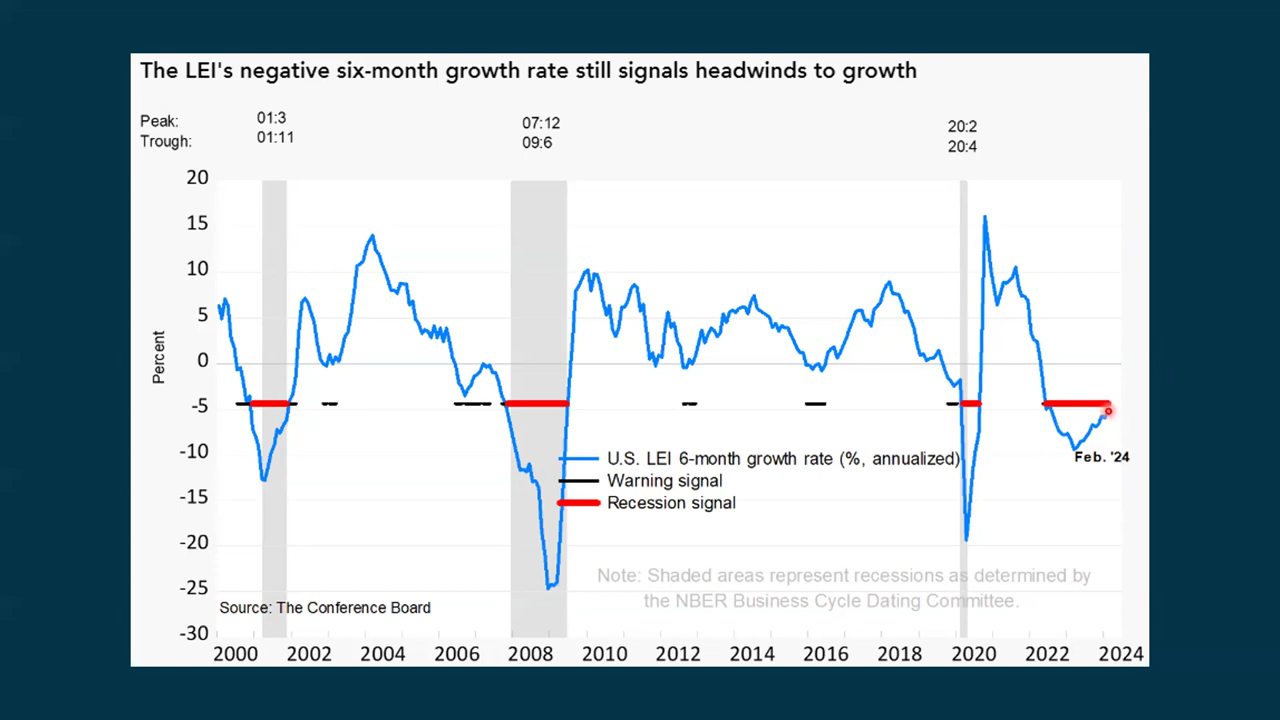 The LEI's negative six-month growth rate still signals headwinds to growth
Peak: 01:3 07:12 20:2
Trough: 01:11 09:6 20:4
20
15
10
5
0
-5
-10
-15
-20
-25
-30
Percent
U.S. LEI 6-month growth rate (%, annualized)
Warning signal
Recession signal
Feb. '24
Note: Shaded areas represent recessions as determined by
the NBER Business Cycle Dating Committee.
Source: The Conference Board
2000 2002 2004 2006 2008 2010 2012 2014 2016 2018 2020 2022 2024